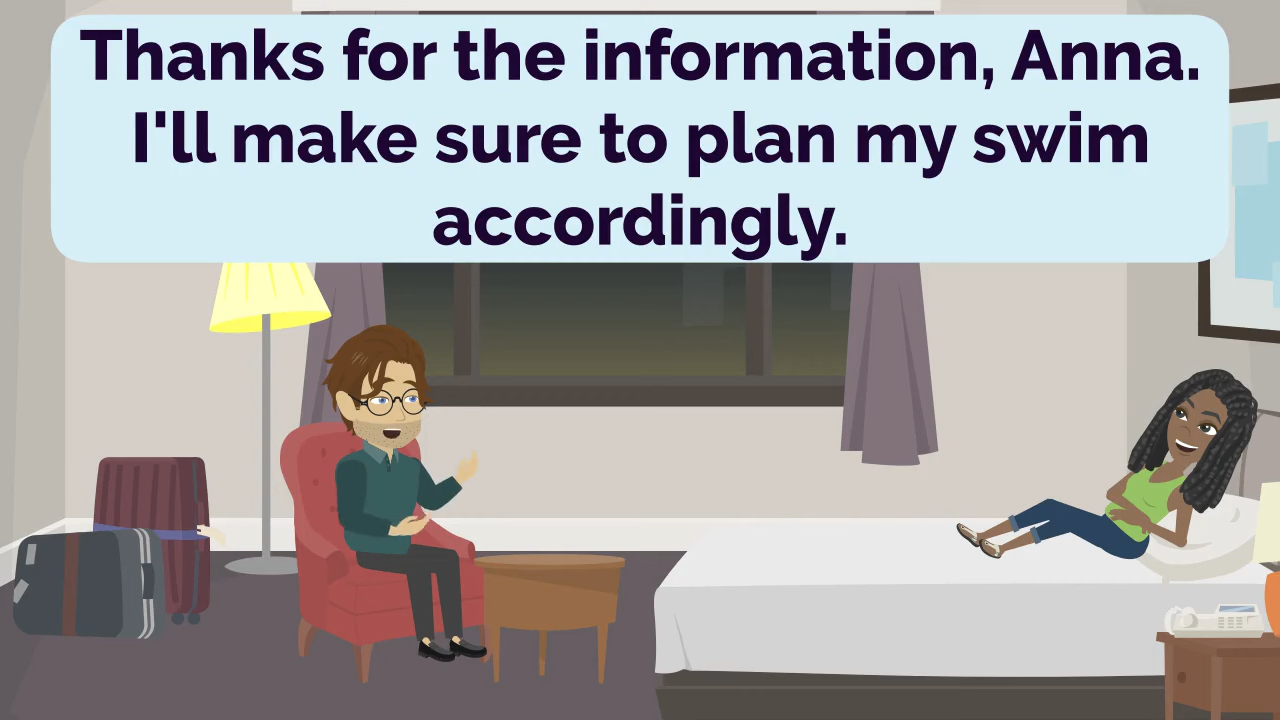 Thanks for the information, Anna.
I'll make sure to plan my swim
accordingly.